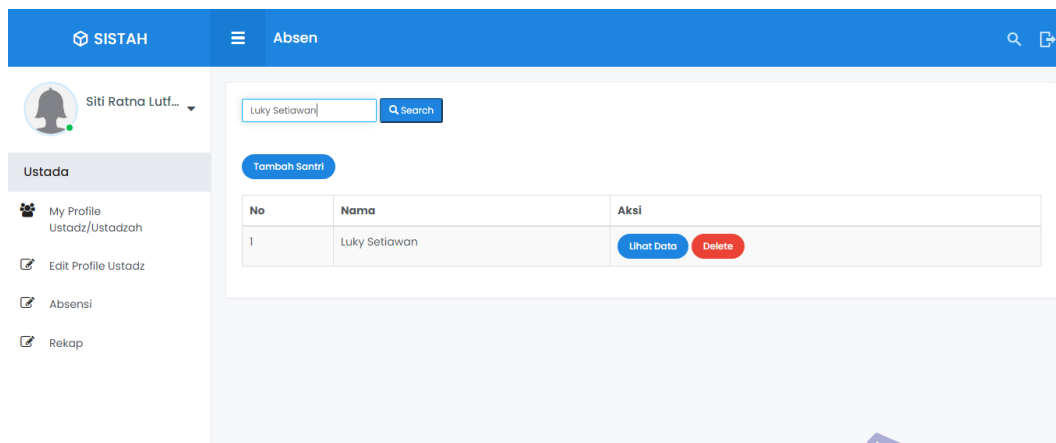 SISTAH
Absen
Siti Ratna Lutf...
Ustada
My Profile
Ustadz/Ustadzah
Edit Profile Ustadz
Absensi
Rekap
Luky Setiawan
Search
Tambah Santri
No Nama Aksi
1 Luky Setiawan Lihat Data Delete